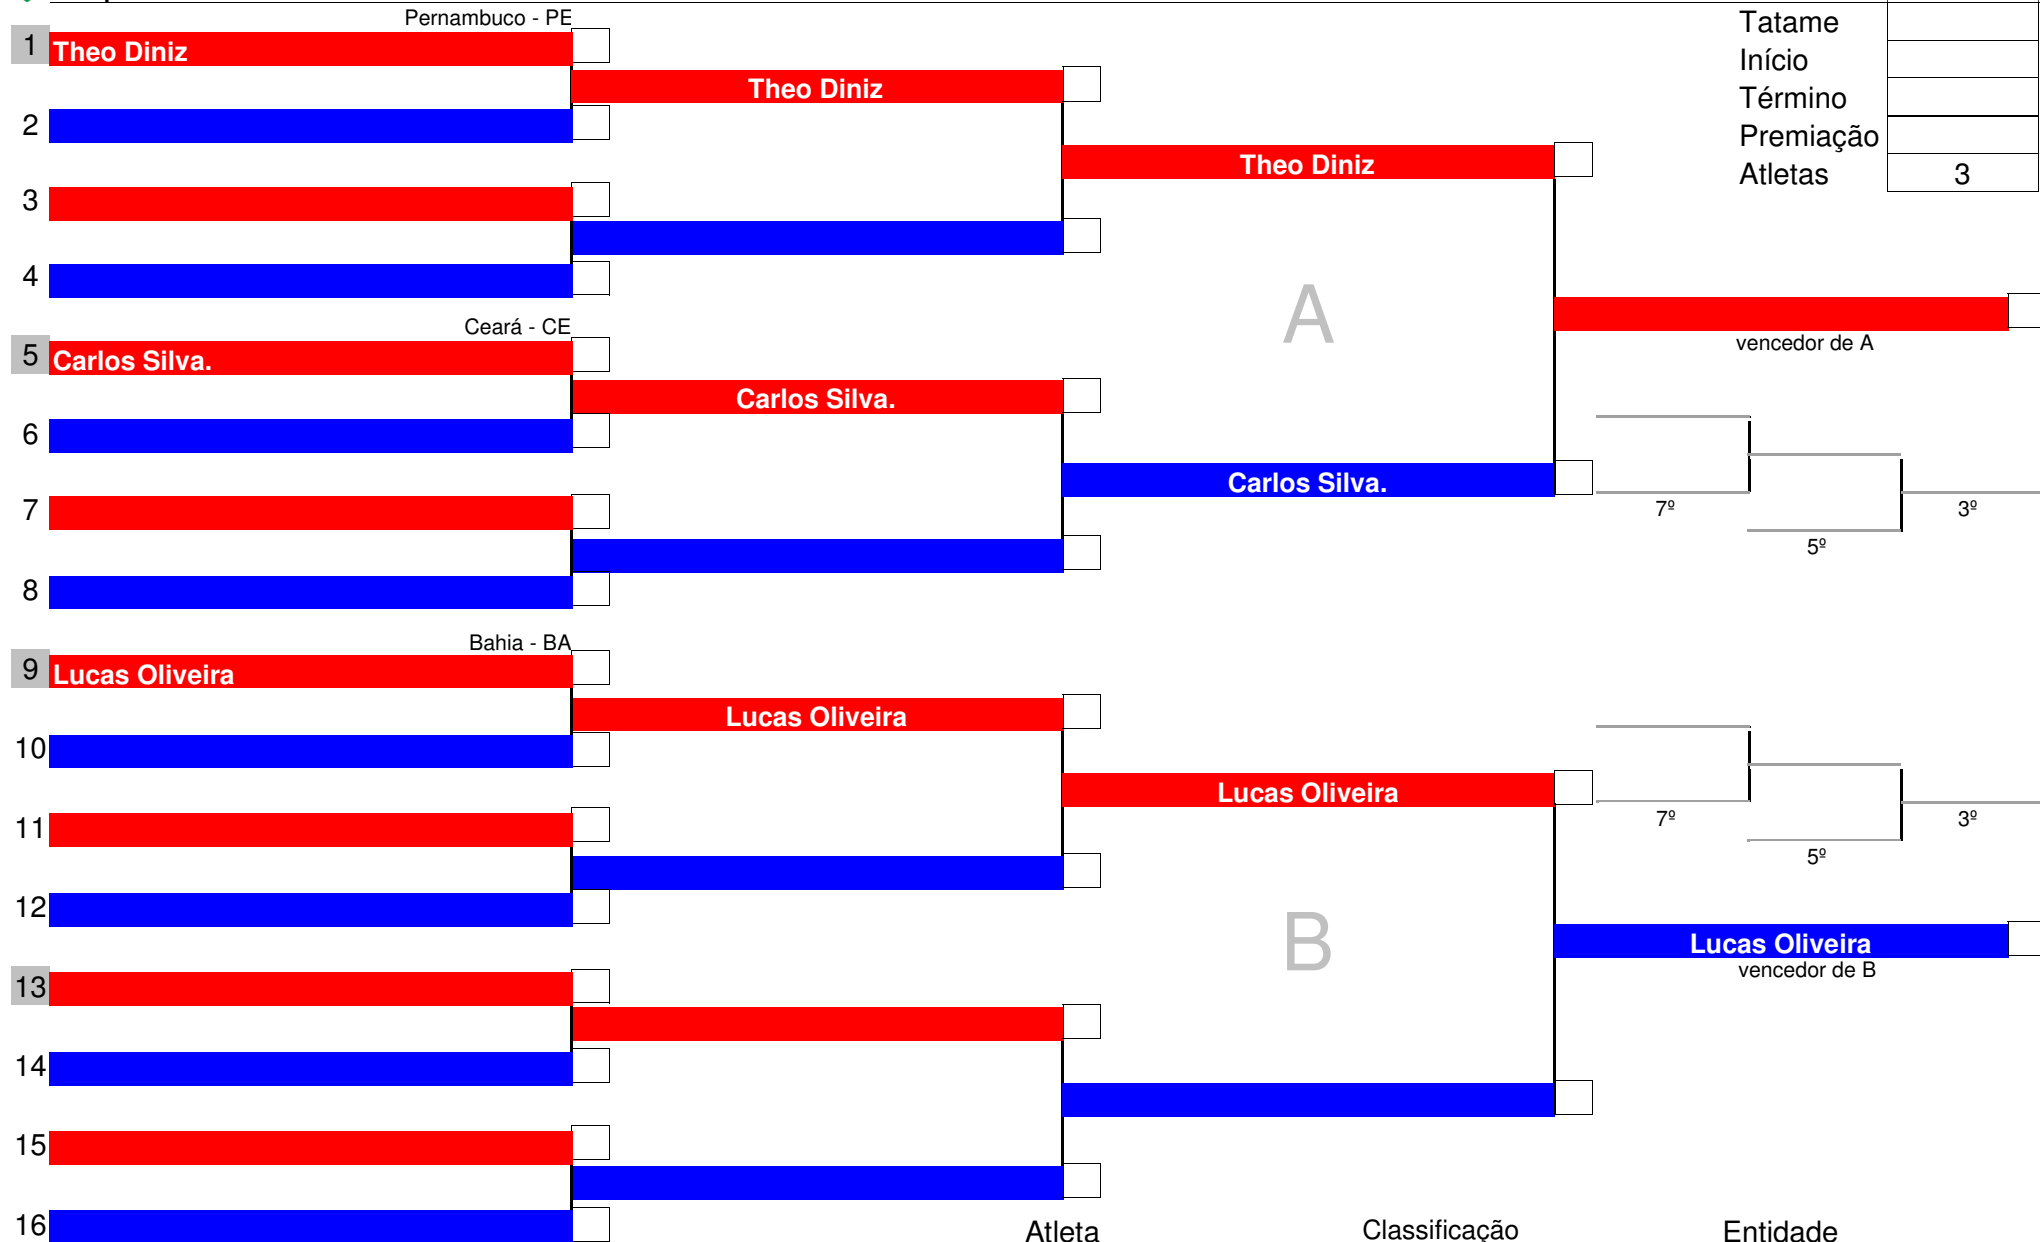 Pernambuco - PE
Tatame
1 Theo Diniz
Início
Theo Diniz
Término
2
Premiação
Theo Diniz
Atletas 3
3
4
A
Ceará - CE
vencedor de A
5 Carlos Silva.
Carlos Silva.
6
Carlos Silva.
7
7º 3º
5º
8
Bahia - BA
9 Lucas Oliveira
Lucas Oliveira
10
Lucas Oliveira
7º 3º
11
5º
12
B
Lucas Oliveira
vencedor de B
13
14
15
16
Atleta Classificação Entidade